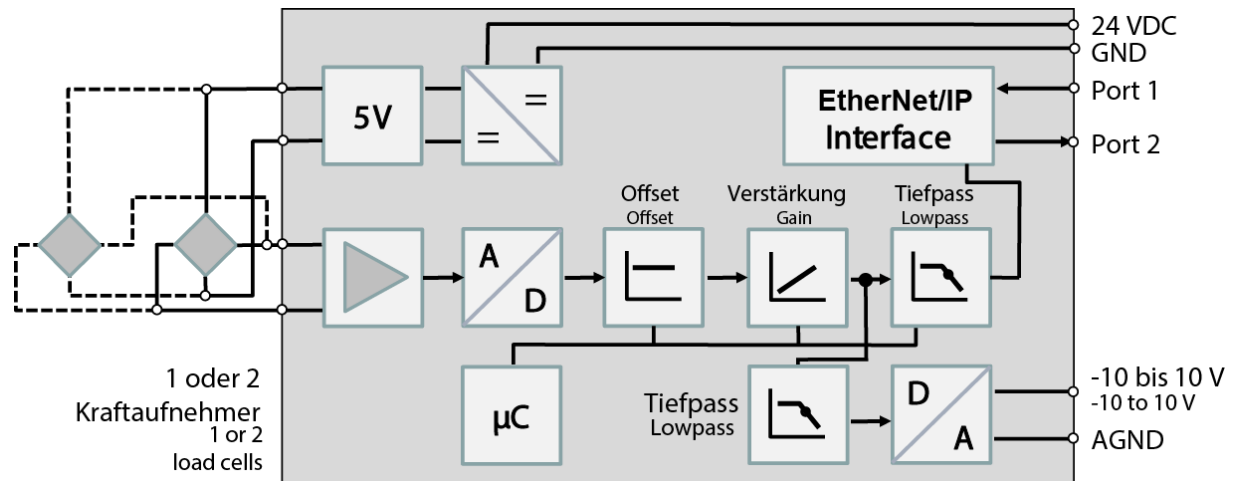 24 VDC
GND
5V
=
=
EtherNet/IP
Interface
Port 1
Port 2
Offset
Offset
Verstärkung
Gain
Tiefpass
Lowpass
A
D
1 oder 2
Kraftaufnehmer
1 or 2
load cells
µC
Tiefpass
Lowpass
D
A
-10 bis 10 V
-10 to 10 V
AGND